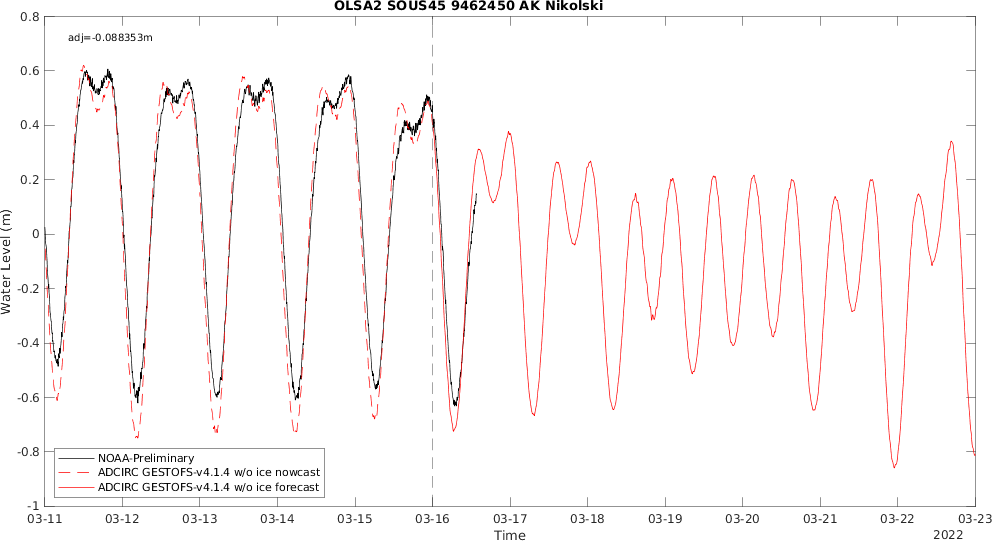 OLSA2 SOUS45 9462450 AK Nikolski
adj=-0.088353m
0.8
0.6
0.4
0.2
0
-0.2
-0.4
-0.6
-0.8
-1
Water Level (m)
NOAA-Preliminary
ADCIRC GESTOFS-v4.1.4 w/o ice nowcast
ADCIRC GESTOFS-v4.1.4 w/o ice forecast
03-11 03-12 03-13 03-14 03-15 03-16 03-17 03-18 03-19 03-20 03-21 03-22 03-23
Time
2022